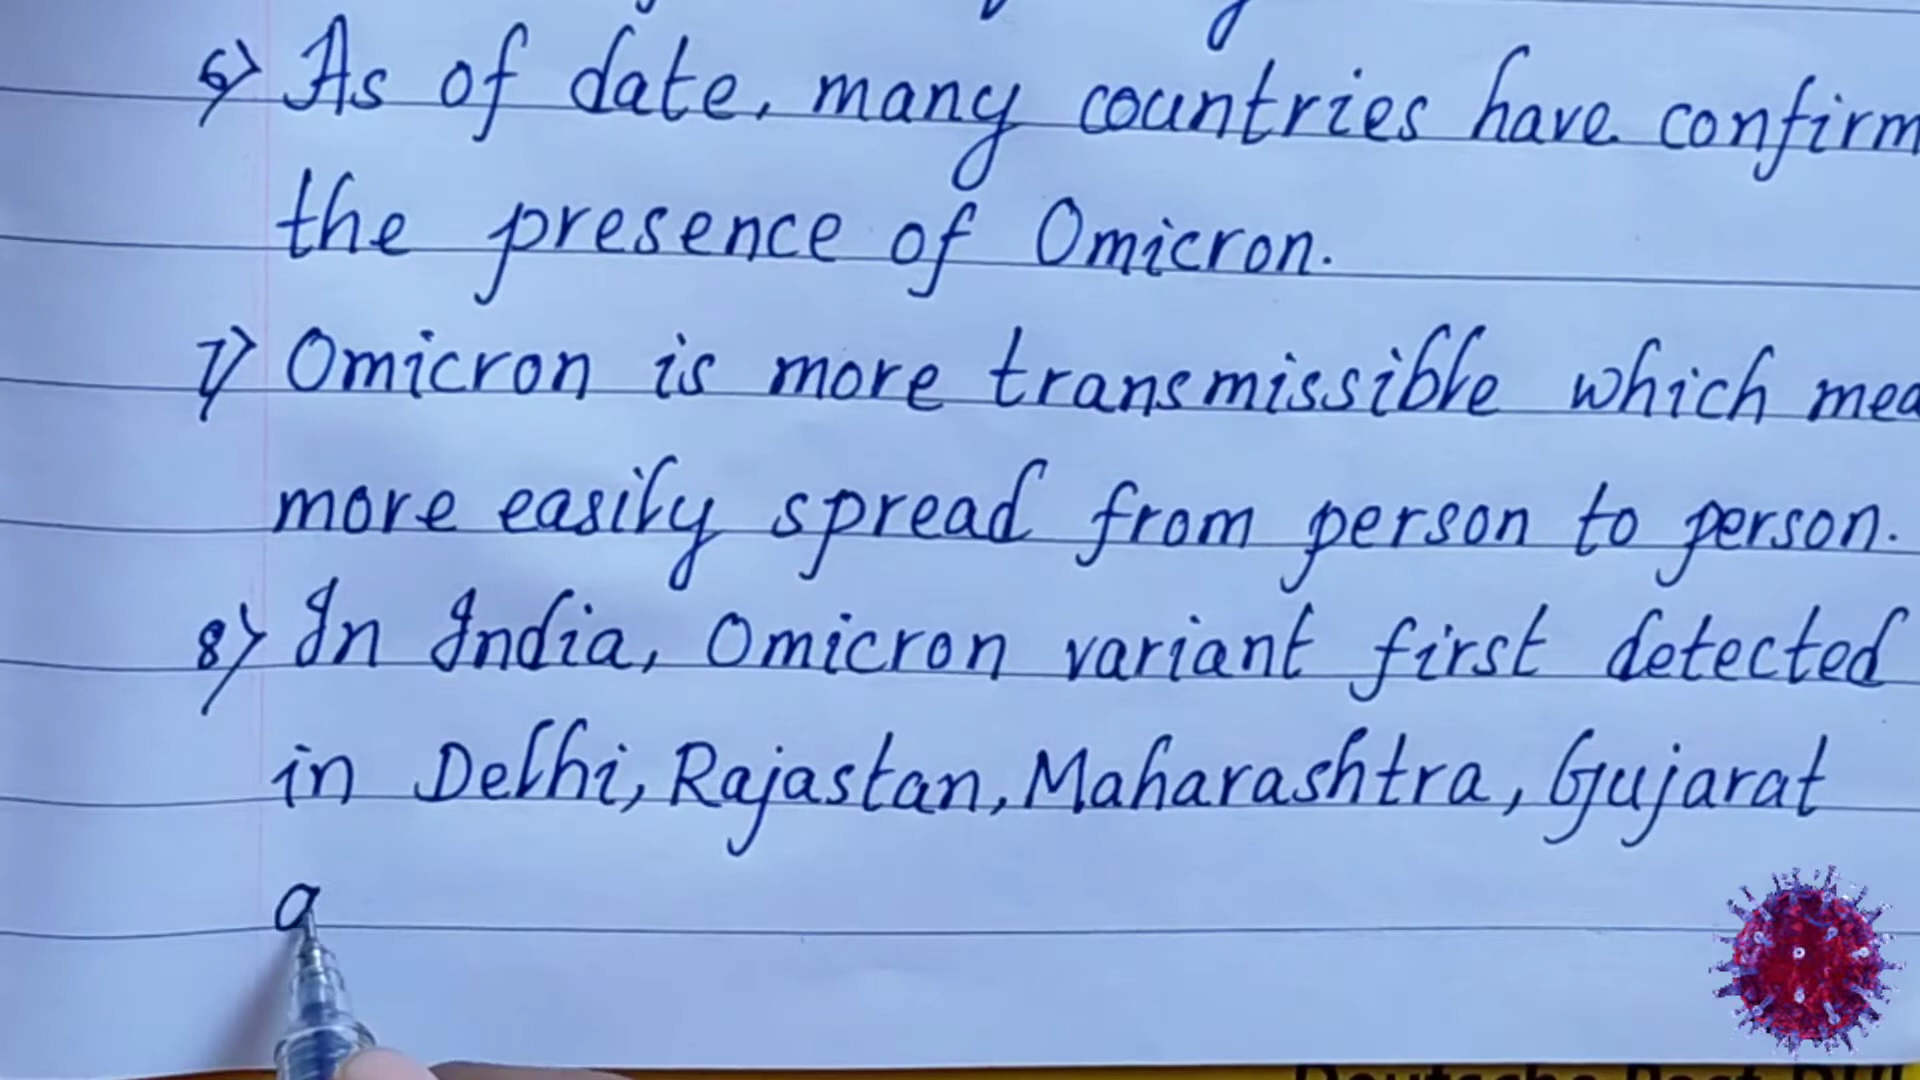 6) As of date, many countries have confirm
the presence of Omicron.
7) Omicron is more transmissible which mea
more easily spread from person to person.
8) In India, Omicron variant first detected
in Delhi, Rajastan, Maharashtra, Gujarat
a